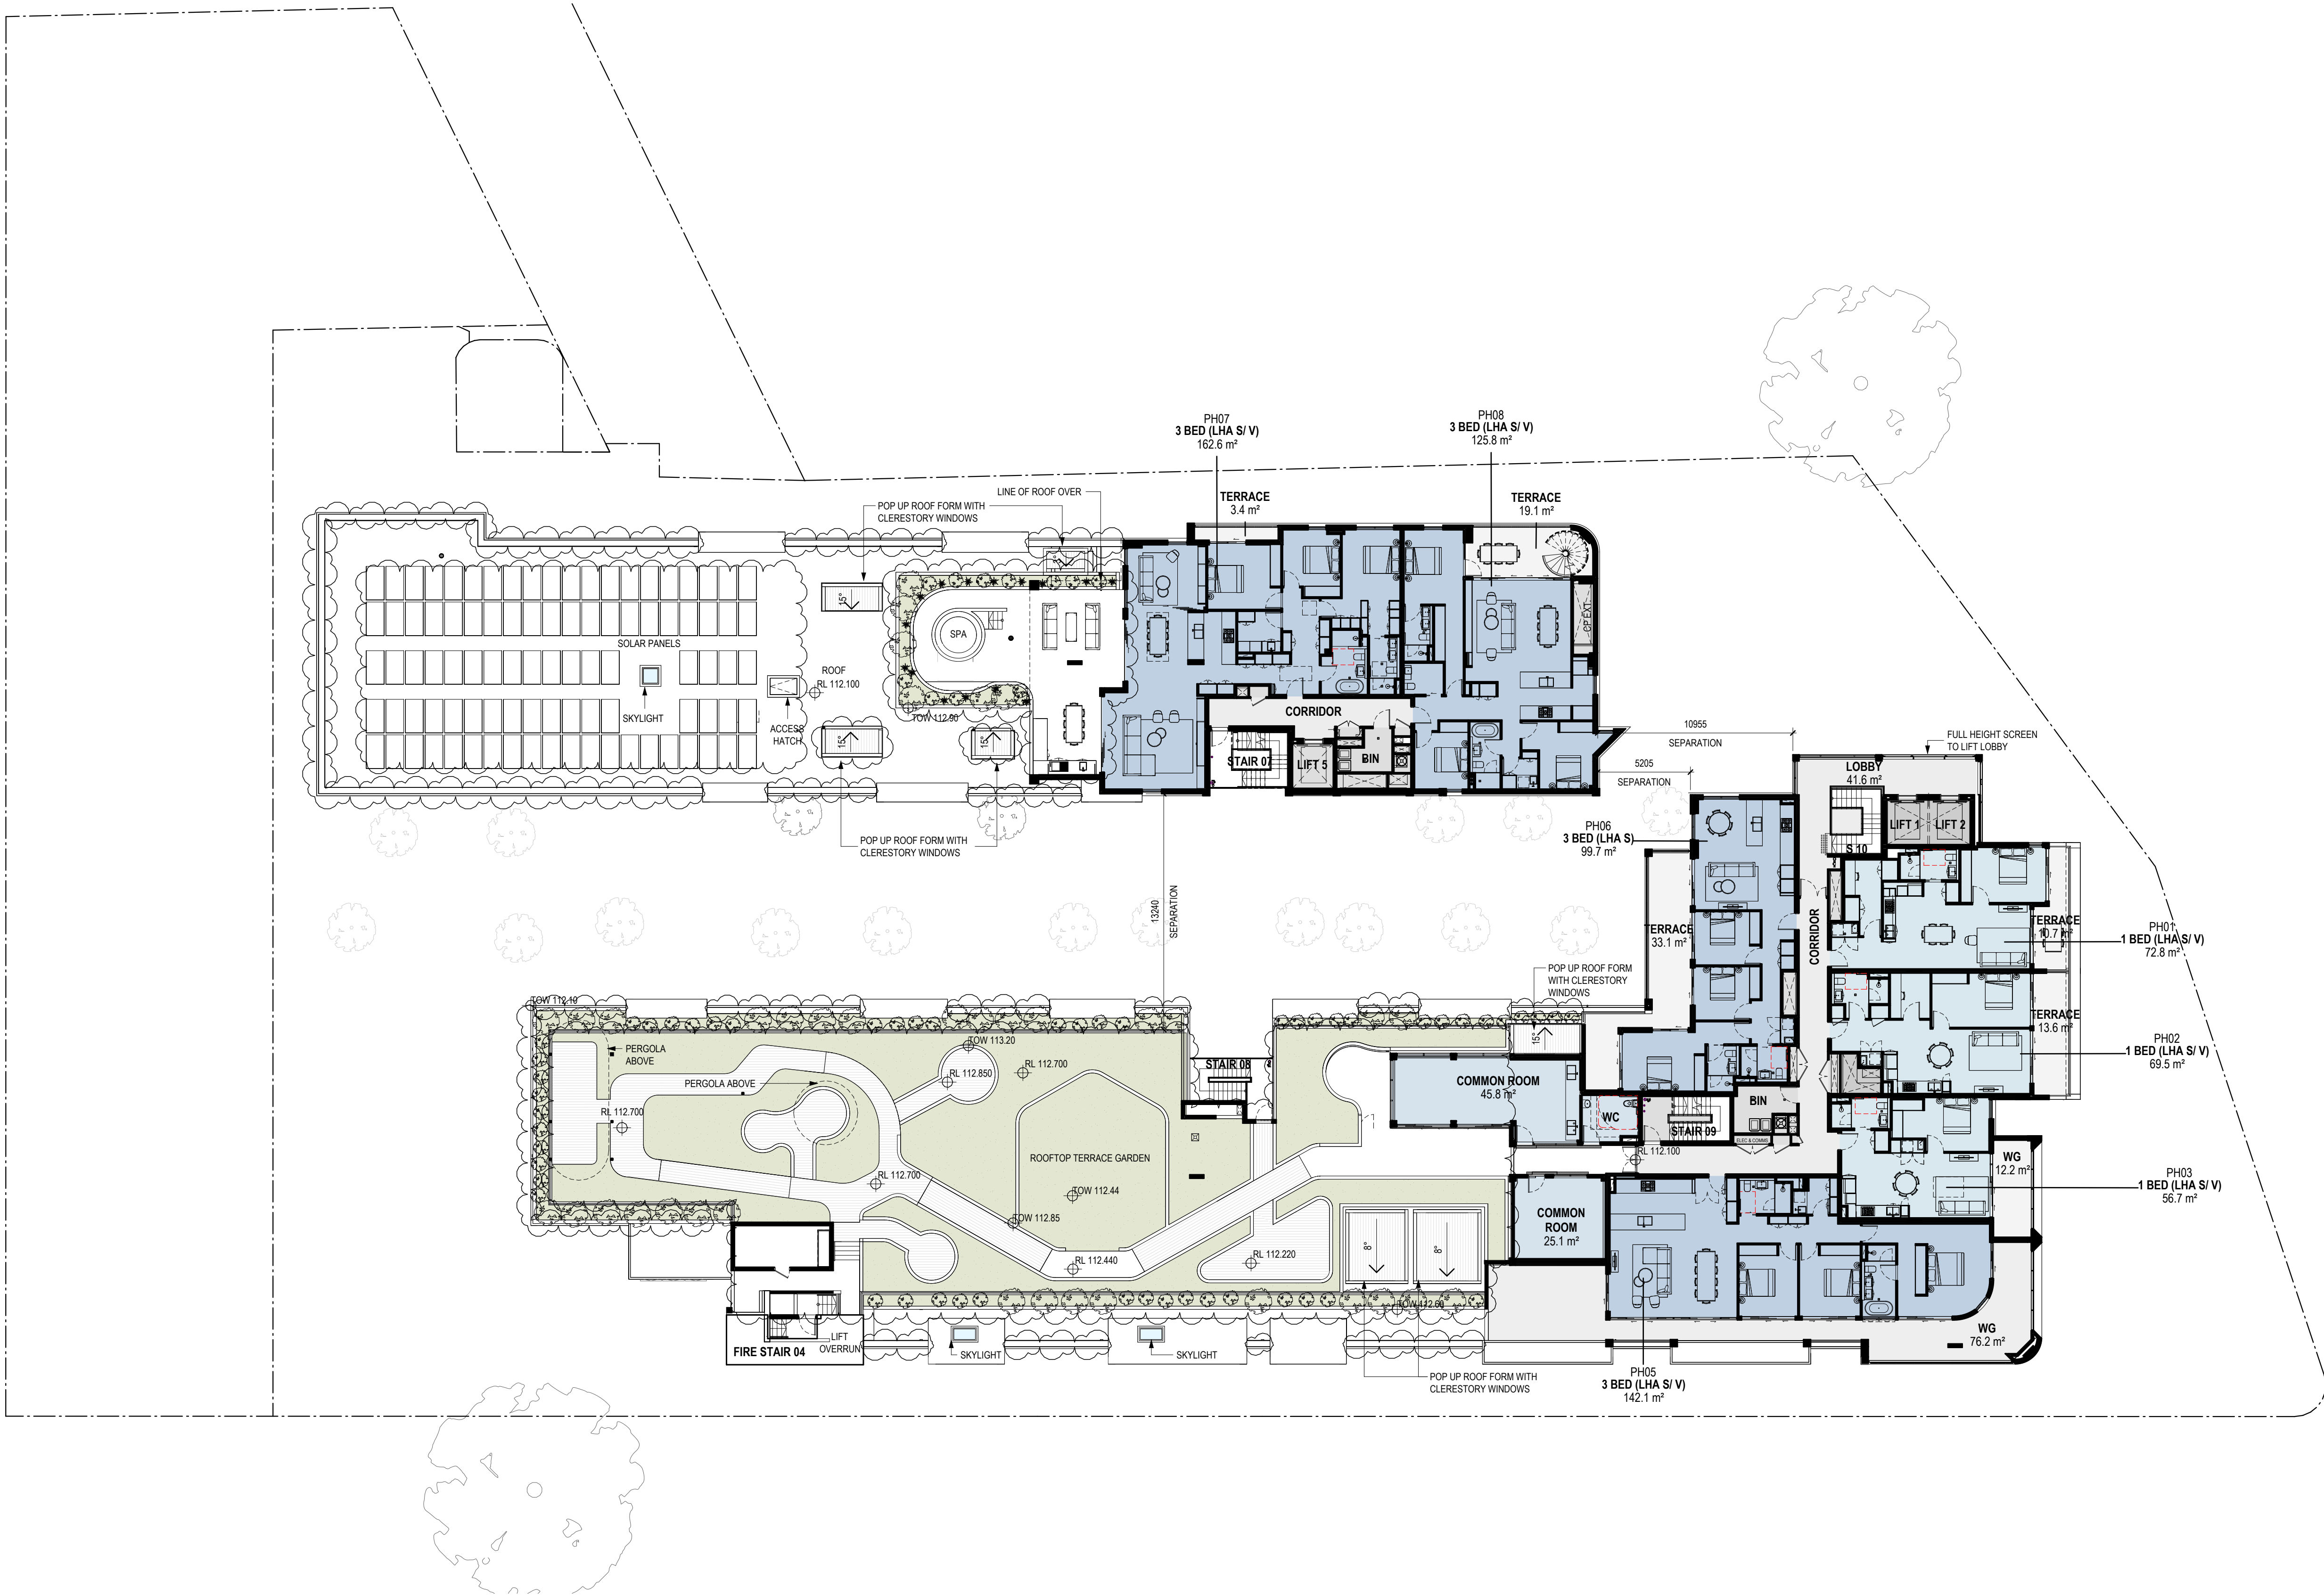 PH07
3 BED (LHA S/ V)
162.6 m²
PH08
3 BED (LHA S/ V)
125.8 m²
LINE OF ROOF OVER
POP UP ROOF FORM WITH
CLERESTORY WINDOWS
TERRACE
3.4 m²
TERRACE
19.1 m²
15°
SPA
CP EXT
SOLAR PANELS
SKYLIGHT
ROOF
RL 112.100
ACCESS
HATCH
TOW 112.90
15°
15°
CORRIDOR
STAIR 07
LIFT 5
BIN
10955
SEPARATION
5205
SEPARATION
FULL HEIGHT SCREEN
TO LIFT LOBBY
LOBBY
41.6 m²
LIFT 1
LIFT 2
S 10
POP UP ROOF FORM WITH
CLERESTORY WINDOWS
PH06
3 BED (LHA S)
99.7 m²
13240
SEPARATION
TERRACE
33.1 m²
CORRIDOR
TERRACE
10.7 m²
PH01
1 BED (LHA S/ V)
72.8 m²
POP UP ROOF FORM
WITH CLERESTORY
WINDOWS
15°
TERRACE
13.6 m²
PH02
1 BED (LHA S/ V)
69.5 m²
TOW 112.10
PERGOLA
ABOVE
TOW 113.20
RL 112.700
RL 112.850
PERGOLA ABOVE
RL 112.700
STAIR 08
COMMON ROOM
45.8 m²
WC
STAIR 09
BIN
ELEC & COMMS
RL 112.100
ROOFTOP TERRACE GARDEN
RL 112.700
TOW 112.44
TOW 112.85
RL 112.440
RL 112.220
8°
8°
COMMON
ROOM
25.1 m²
WG
12.2 m²
PH03
1 BED (LHA S/ V)
56.7 m²
TOW 112.60
LIFT
OVERRUN
FIRE STAIR 04
SKYLIGHT
SKYLIGHT
WG
76.2 m²
POP UP ROOF FORM WITH
CLERESTORY WINDOWS
PH05
3 BED (LHA S/ V)
142.1 m²